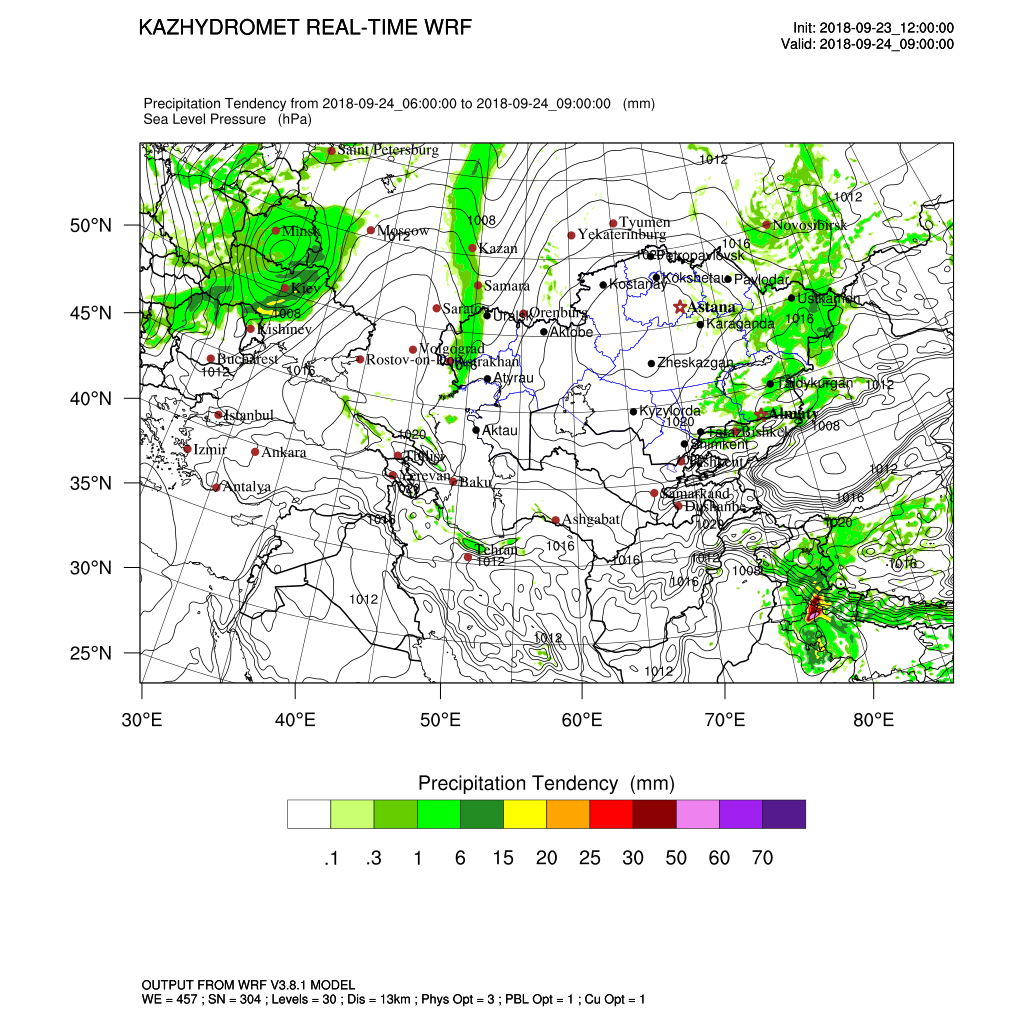 KAZHYDROMET REAL-TIME WRF
Init: 2018-09-23_12:00:00
Valid: 2018-09-24_09:00:00
Precipitation Tendency from 2018-09-24_06:00:00 to 2018-09-24_09:00:00 (mm)
Sea Level Pressure (hPa)
Saint/Petersburg
1012
1012
50°N
Minsk
Moscow
1012
1008
Tyumen
Yekaterinburg
Novosibirsk
1016
Kazan
Petropavlovsk
Kokshetau
Pavlodar
Kostanay
Kiev
Samara
Ustkamen
45°N
1008
Saratov
Uralsk
Orenburg
Astana
1016
Kishinev
Aktobe
Karaganda
Bucharest
1012
1016
Rostov-on-Don
Volgograd
Astrakhan
Zheskazgan
Atyrau
Taldykurgan
1012
40°N
Istanbul
Kyzylorda
1020
Almaty
1008
1020
Aktau
Taraz
Bishkek
Shimkent
Izmir
Ankara
Tbilisi
Tashkent
1012
35°N
Antalya
Yerevan
Baku
Samarkand
1016
1016
Ashgabat
Dushanbe
1020
1020
Tehran
1012
1016
1016
1012
1016
30°N
1008
1016
1012
1012
25°N
1012
30°E
40°E
50°E
60°E
70°E
80°E
Precipitation Tendency (mm)
.1 .3 1 6 15 20 25 30 50 60 70
OUTPUT FROM WRF V3.8.1 MODEL
WE = 457 ; SN = 304 ; Levels = 30 ; Dis = 13km ; Phys Opt = 3 ; PBL Opt = 1 ; Cu Opt = 1